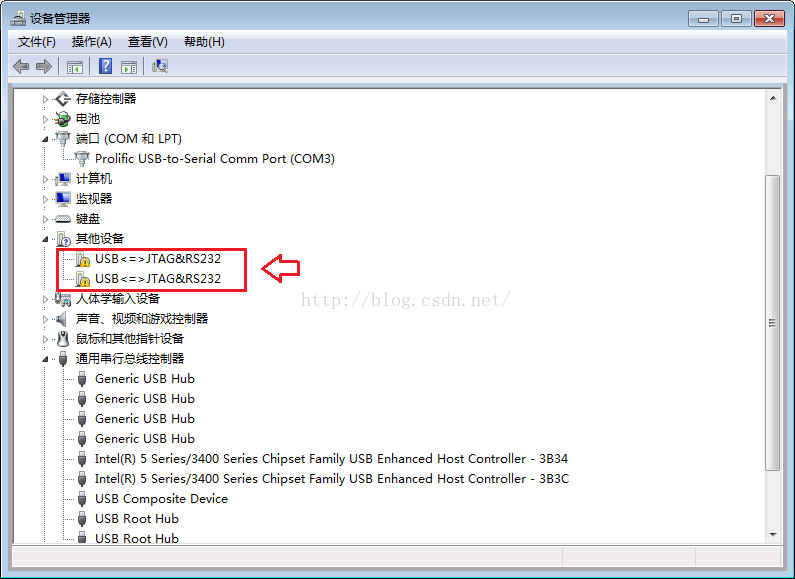 设备管理器
文件(F) 操作(A) 查看(V) 帮助(H)
存储控制器
电池
端口 (COM 和 LPT)
Prolific USB-to-Serial Comm Port (COM3)
计算机
监视器
键盘
其他设备
USB<=>JTAG&RS232
USB<=>JTAG&RS232
人体学输入设备
http://blog.csdn.net/
声音、视频和游戏控制器
鼠标和其他指针设备
通用串行总线控制器
Generic USB Hub
Generic USB Hub
Generic USB Hub
Generic USB Hub
Intel(R) 5 Series/3400 Series Chipset Family USB Enhanced Host Controller - 3B34
Intel(R) 5 Series/3400 Series Chipset Family USB Enhanced Host Controller - 3B3C
USB Composite Device
USB Root Hub
USB Root Hub